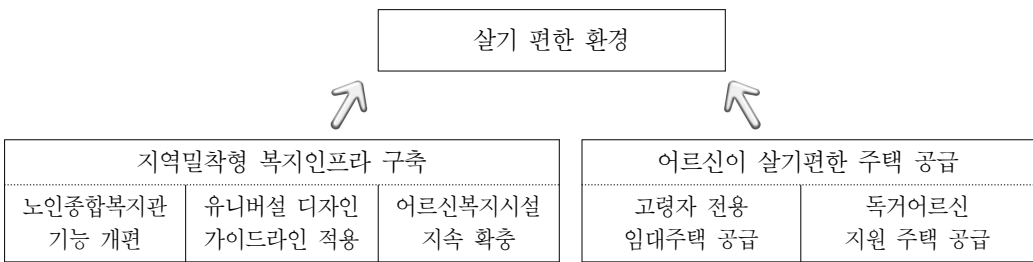 살기 편한 환경
지역밀착형 복지인프라 구축
노인종합복지관
기능 개편
유니버설 디자인
가이드라인 적용
어르신복지시설
지속 확충
어르신이 살기편한 주택 공급
고령자 전용
임대주택 공급
독거어르신
지원 주택 공급